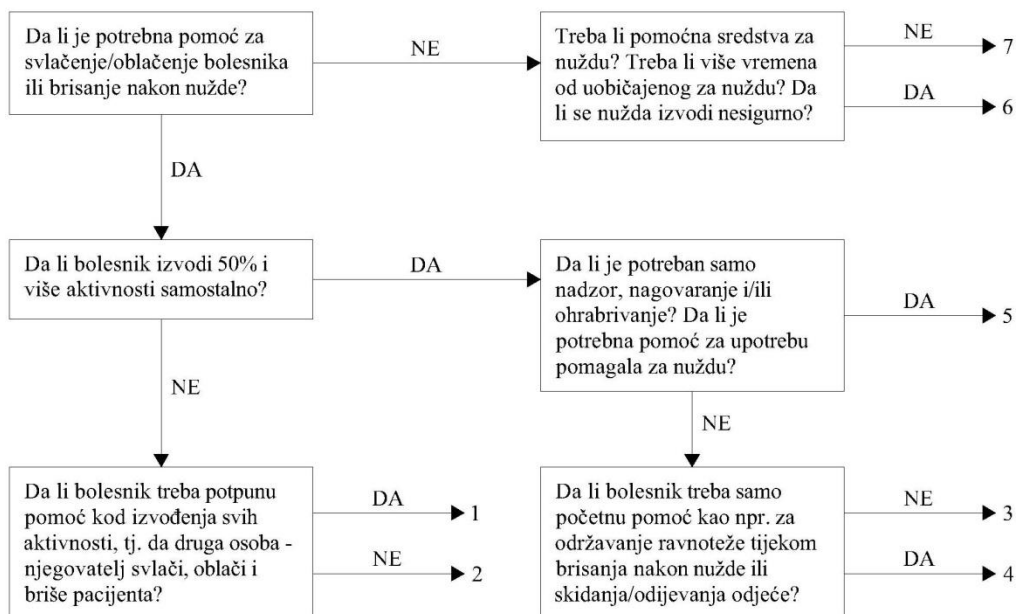 Da li je potrebna pomoć za
svlačenje/oblačenje bolesnika
ili brisanje nakon nužde?
NE
Treba li pomoćna sredstva za
nuždu? Treba li više vremena
od uobičajenog za nuždu? Da
li se nužda izvodi nesigurno?
NE
7
DA
6
DA
Da li bolesnik izvodi 50% i
više aktivnosti samostalno?
DA
Da li je potreban samo
nadzor, nagovaranje i/ili
ohrabrivanje? Da li je
potrebna pomoć za upotrebu
pomagala za nuždu?
DA
5
NE
NE
Da li bolesnik treba potpunu
pomoć kod izvođenja svih
aktivnosti, tj. da druga osoba -
njegovatelj svlači, oblači i
briše pacijenta?
DA
1
NE
2
Da li bolesnik treba samo
početnu pomoć kao npr. za
održavanje ravnoteže tijekom
brisanja nakon nužde ili
skidanja/odijevanja odjeće?
NE
3
DA
4